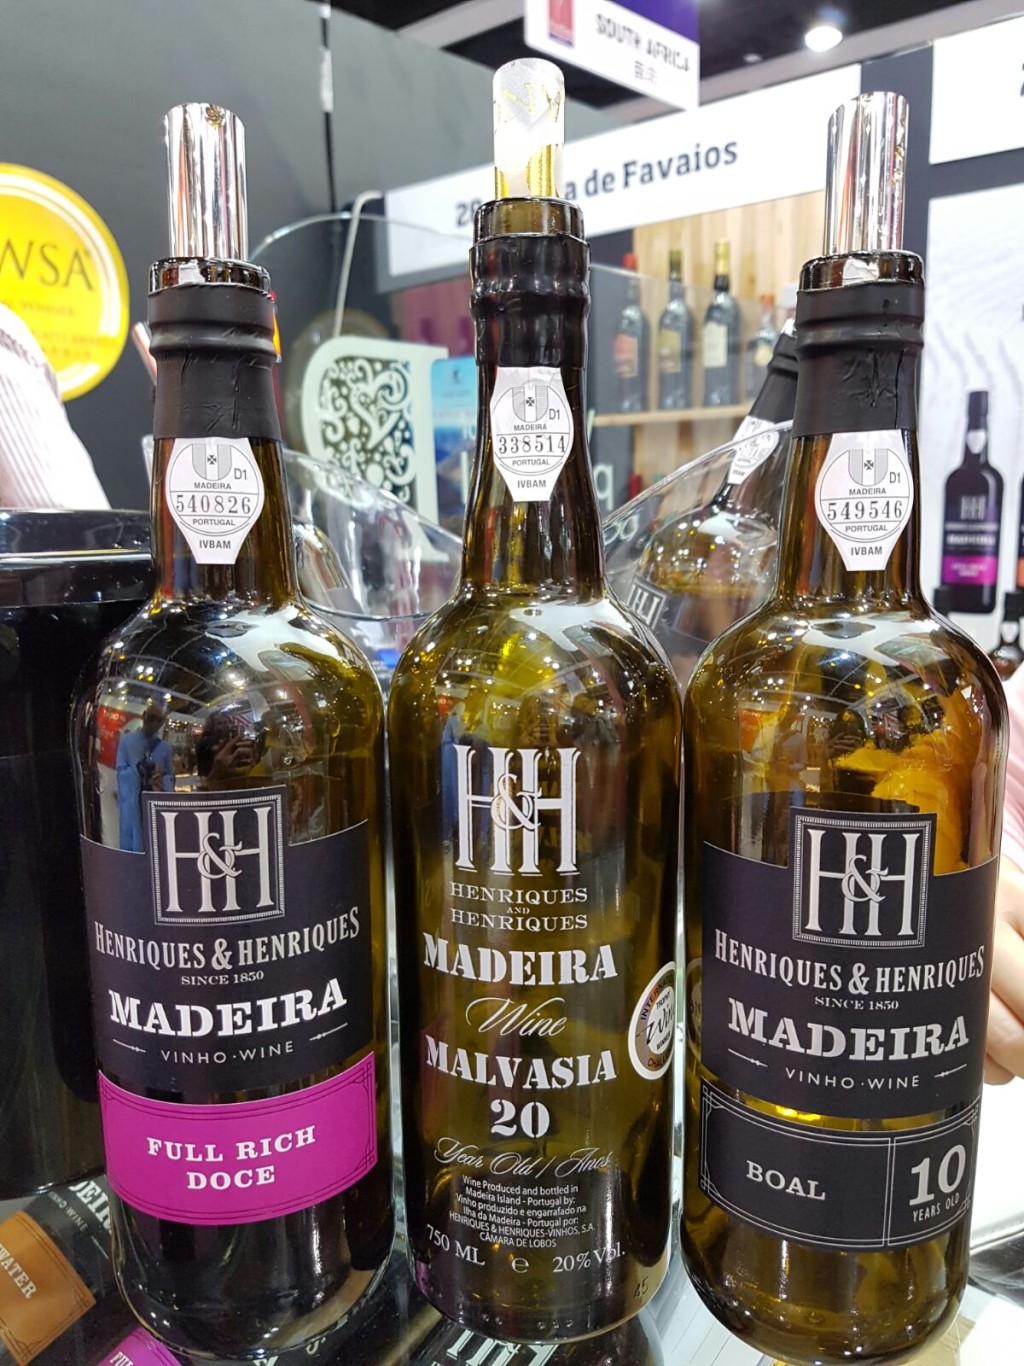 SOUTH AFRICA
de Favaios
WSA
WINNER
D1
MADEIRA
540826
PORTUGAL
IVBAM
D1
MADEIRA
338514
PORTUGAL
IVBAM
D1
MADEIRA
549546
PORTUGAL
IVBAM
H&H
HENRIQUES & HENRIQUES
SINCE 1850
MADEIRA
VINHO · WINE
FULL RICH
DOCE
H&H
HENRIQUES
AND
HENRIQUES
MADEIRA
Wine
MALVASIA
20
Year Old / Anos
Wine Produced and bottled in
Madeira Island - Portugal by:
Vinho produzido e engarrafado na
Ilha da Madeira - Portugal por:
HENRIQUES & HENRIQUES-VINHOS, S.A.
CÂMARA DE LOBOS
750 ML e 20% Vol.
45
H&H
HENRIQUES & HENRIQUES
SINCE 1850
MADEIRA
VINHO · WINE
BOAL
10
YEARS OLD
H&H
MADEIRA